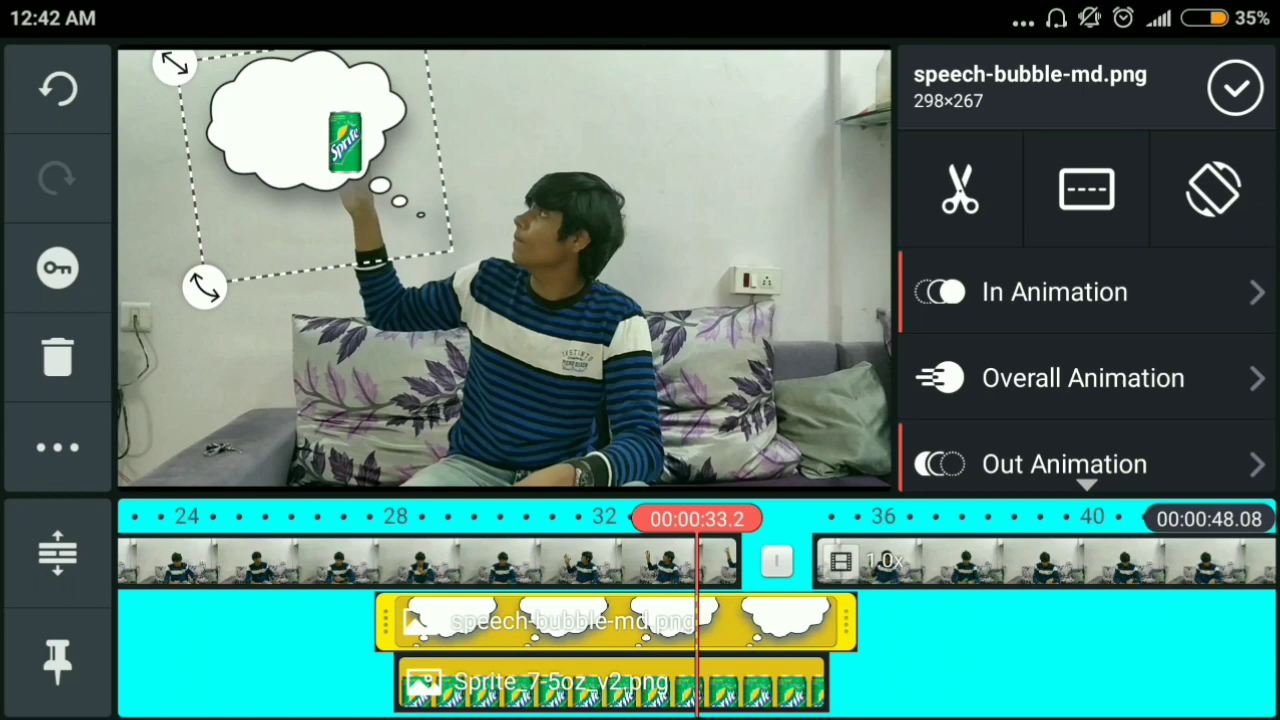 12:42 AM
35%
speech-bubble-md.png
298×267
Sprite
In Animation
Overall Animation
Out Animation
24
28
32
00:00:33.2
36
40
00:00:48.08
1.0x
speech-bubble-md.png
Sprite_7-5oz_v2.png